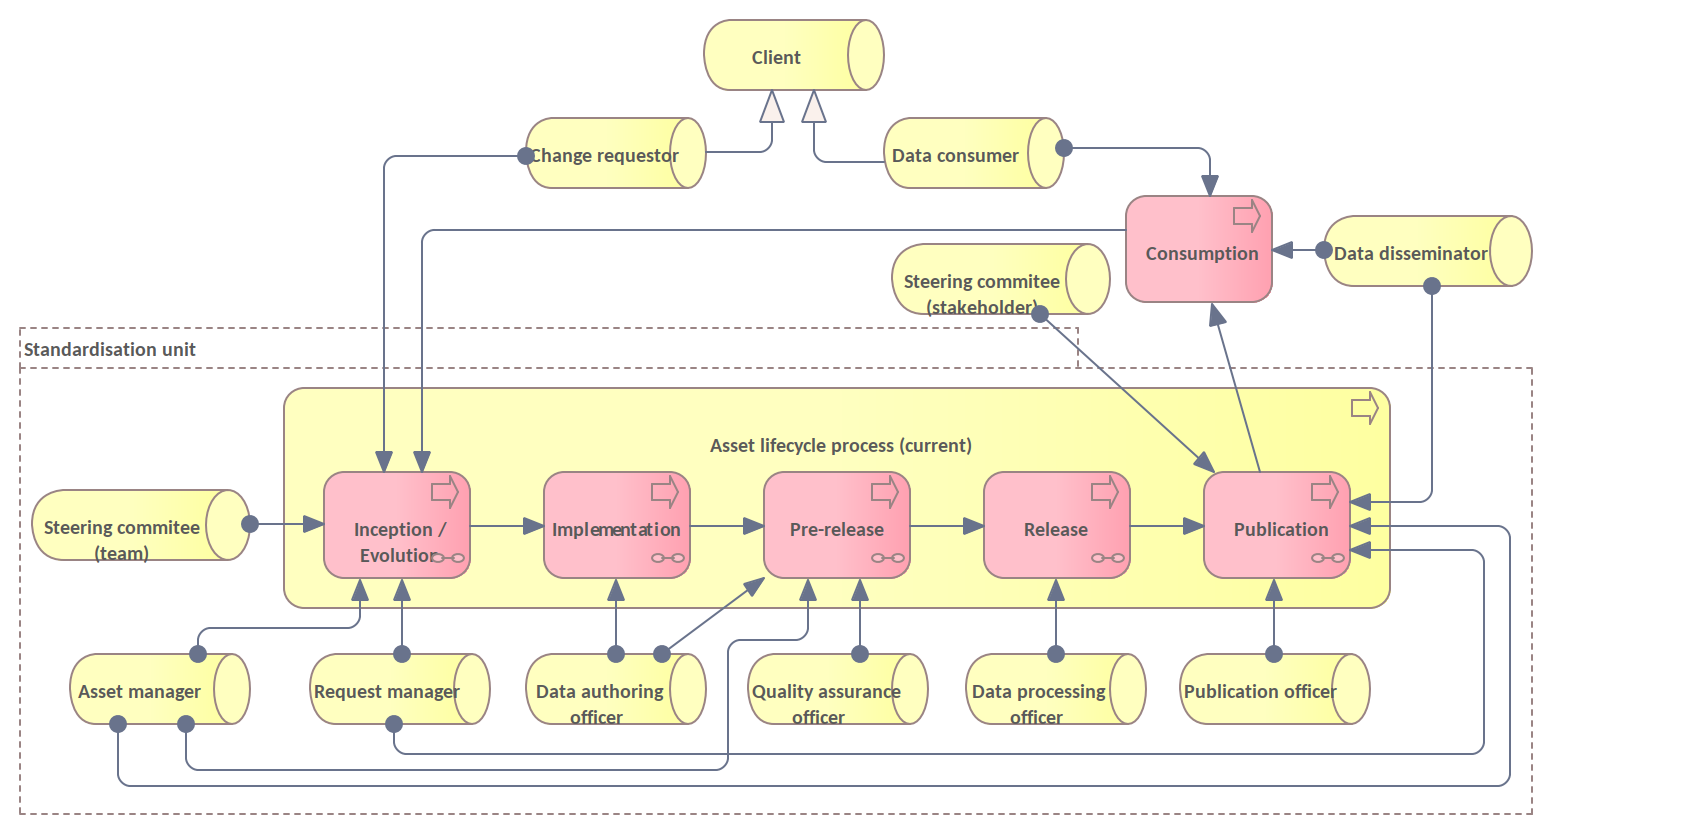 Client
Change requestor
Data consumer
Consumption
Data disseminator
Steering commitee
(stakeholder)
Standardisation unit
Asset lifecycle process (current)
Steering commitee
(team)
Inception /
Evolution
Implementation
Pre-release
Release
Publication
Asset manager
Request manager
Data authoring
officer
Quality assurance
officer
Data processing
officer
Publication officer